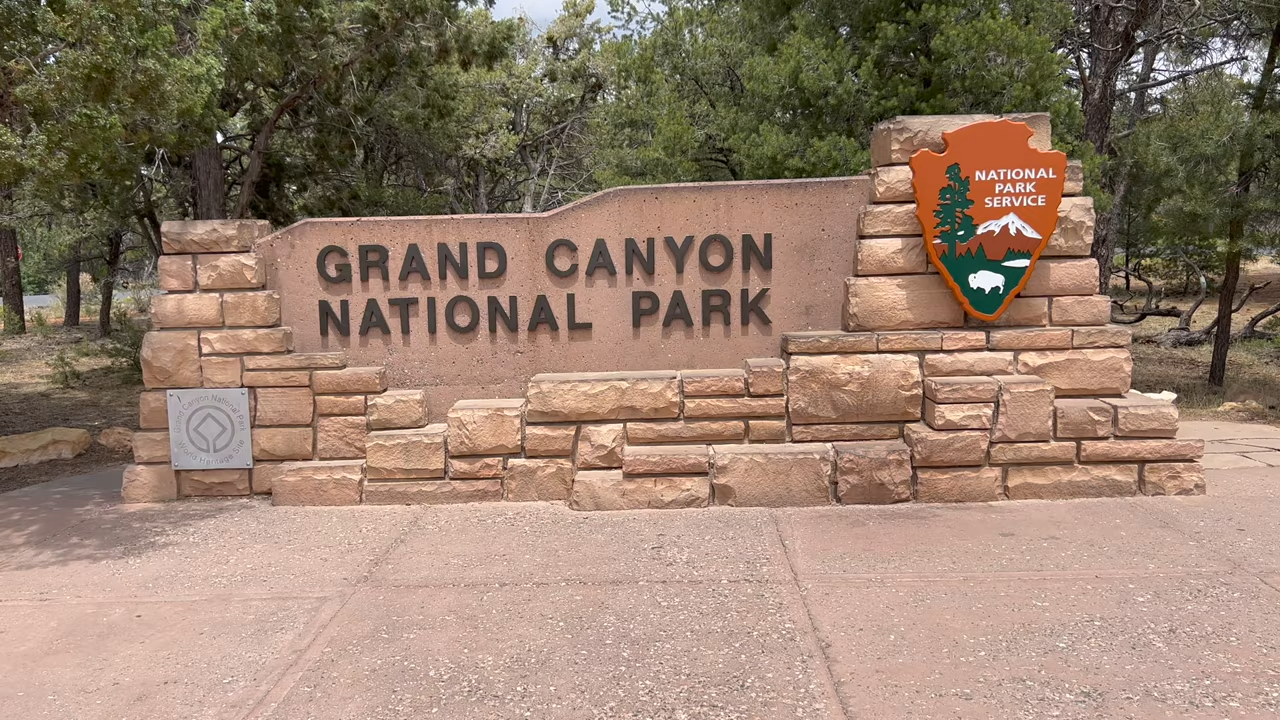 GRAND CANYON
NATIONAL PARK
NATIONAL
PARK
SERVICE
Grand Canyon National Park
World Heritage Site